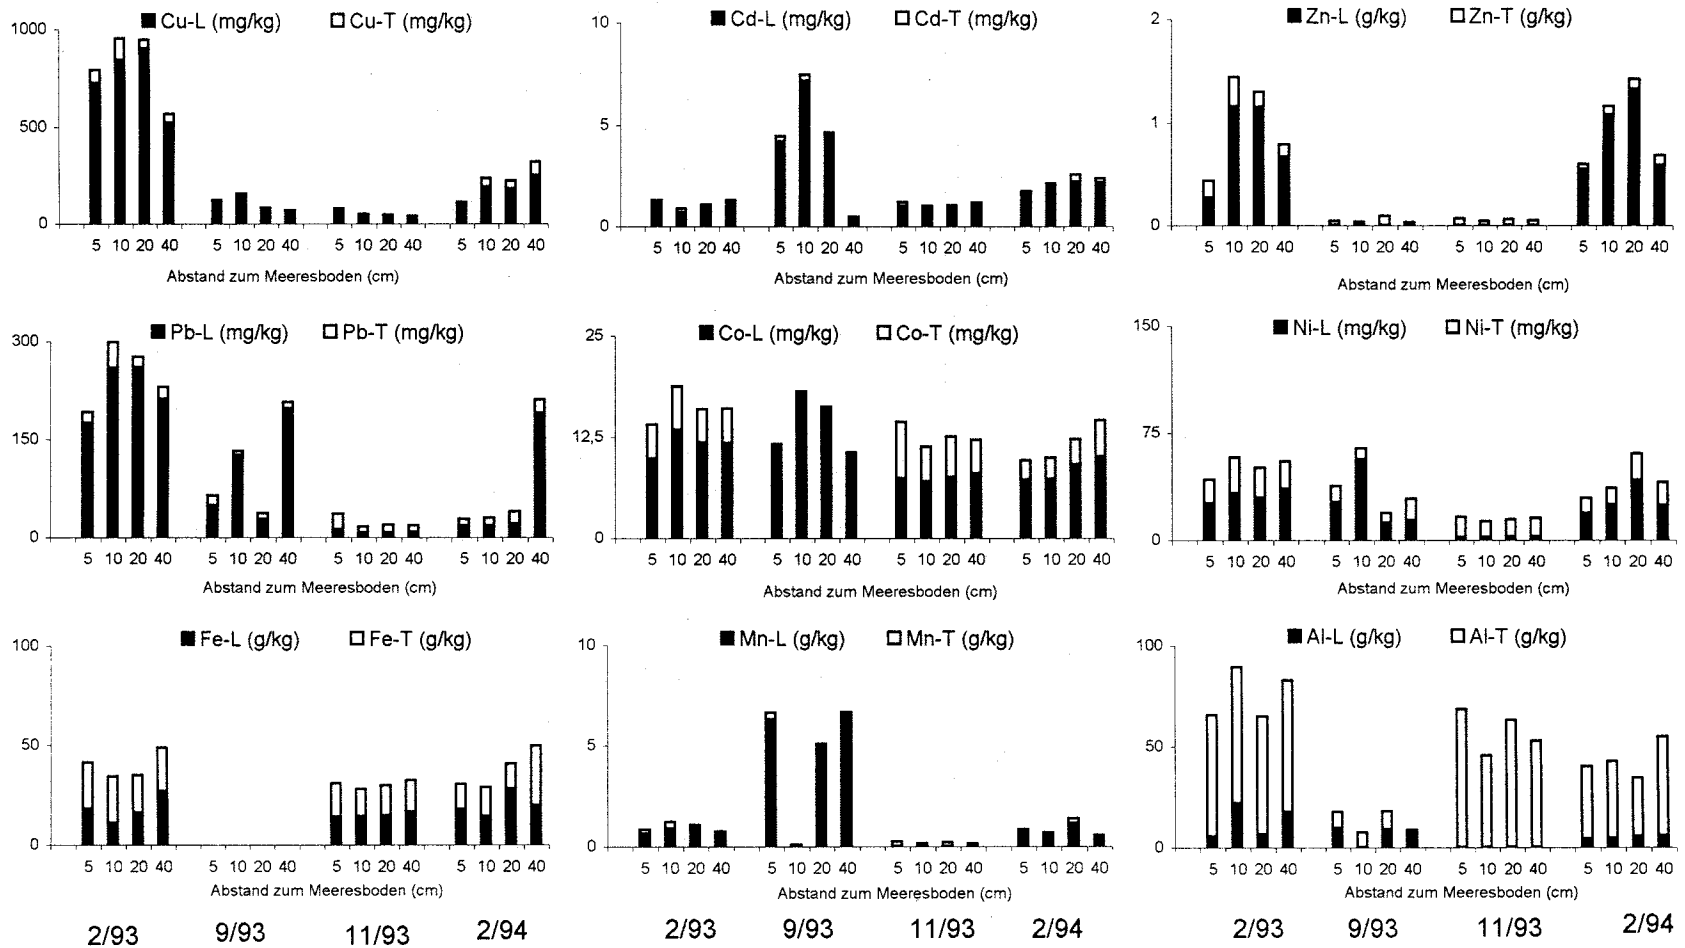 ■ Cu-L (mg/kg) □ Cu-T (mg/kg)
1000
500
0
5 10 20 40 5 10 20 40 5 10 20 40 5 10 20 40
Abstand zum Meeresboden (cm)
■ Cd-L (mg/kg) □ Cd-T (mg/kg)
10
5
0
5 10 20 40 5 10 20 40 5 10 20 40 5 10 20 40
Abstand zum Meeresboden (cm)
■ Zn-L (g/kg) □ Zn-T (g/kg)
2
1
0
5 10 20 40 5 10 20 40 5 10 20 40 5 10 20 40
Abstand zum Meeresboden (cm)
■ Pb-L (mg/kg) □ Pb-T (mg/kg)
300
150
0
5 10 20 40 5 10 20 40 5 10 20 40 5 10 20 40
Abstand zum Meeresboden (cm)
■ Co-L (mg/kg) □ Co-T (mg/kg)
25
12,5
0
5 10 20 40 5 10 20 40 5 10 20 40 5 10 20 40
Abstand zum Meeresboden (cm)
■ Ni-L (mg/kg) □ Ni-T (mg/kg)
150
75
0
5 10 20 40 5 10 20 40 5 10 20 40 5 10 20 40
Abstand zum Meeresboden (cm)
■ Fe-L (g/kg) □ Fe-T (g/kg)
100
50
0
5 10 20 40 5 10 20 40 5 10 20 40 5 10 20 40
Abstand zum Meeresboden (cm)
■ Mn-L (g/kg) □ Mn-T (g/kg)
10
5
0
5 10 20 40 5 10 20 40 5 10 20 40 5 10 20 40
Abstand zum Meeresboden (cm)
■ Al-L (g/kg) □ Al-T (g/kg)
100
50
0
5 10 20 40 5 10 20 40 5 10 20 40 5 10 20 40
Abstand zum Meeresboden (cm)
2/93 9/93 11/93 2/94
2/93 9/93 11/93 2/94
2/93 9/93 11/93 2/94